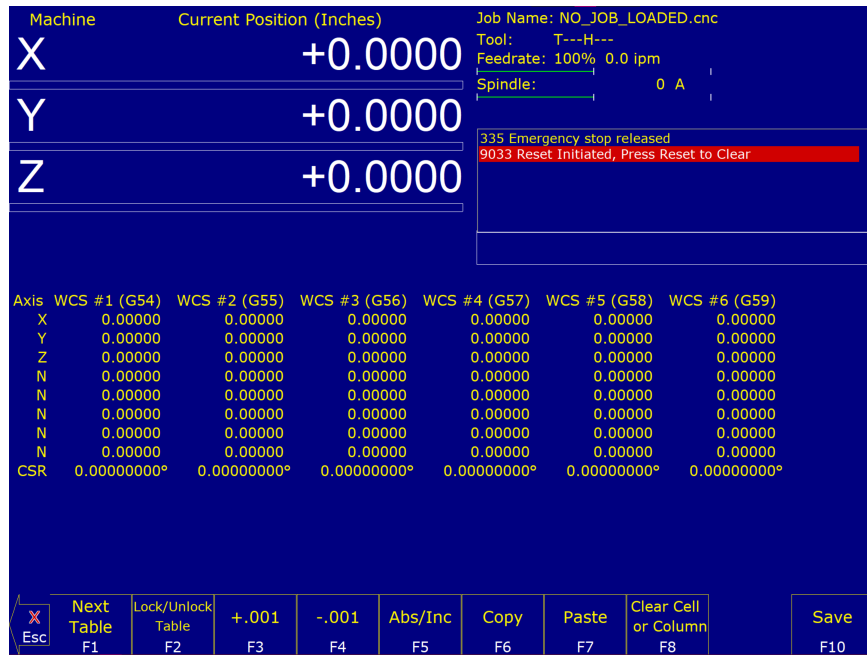 Machine Current Position (Inches)
X +0.0000
Y +0.0000
Z +0.0000
Job Name: NO_JOB_LOADED.cnc
Tool: T---H---
Feedrate: 100% 0.0 ipm
Spindle: 0 A
335 Emergency stop released
9033 Reset Initiated, Press Reset to Clear
Axis WCS #1 (G54) WCS #2 (G55) WCS #3 (G56) WCS #4 (G57) WCS #5 (G58) WCS #6 (G59)
X 0.00000 0.00000 0.00000 0.00000 0.00000 0.00000
Y 0.00000 0.00000 0.00000 0.00000 0.00000 0.00000
Z 0.00000 0.00000 0.00000 0.00000 0.00000 0.00000
N 0.00000 0.00000 0.00000 0.00000 0.00000 0.00000
N 0.00000 0.00000 0.00000 0.00000 0.00000 0.00000
N 0.00000 0.00000 0.00000 0.00000 0.00000 0.00000
N 0.00000 0.00000 0.00000 0.00000 0.00000 0.00000
N 0.00000 0.00000 0.00000 0.00000 0.00000 0.00000
CSR 0.00000000° 0.00000000° 0.00000000° 0.00000000° 0.00000000° 0.00000000°
X
Esc
Next
Table
F1
Lock/Unlock
Table
F2
+.001
F3
-.001
F4
Abs/Inc
F5
Copy
F6
Paste
F7
Clear Cell
or Column
F8
Save
F10